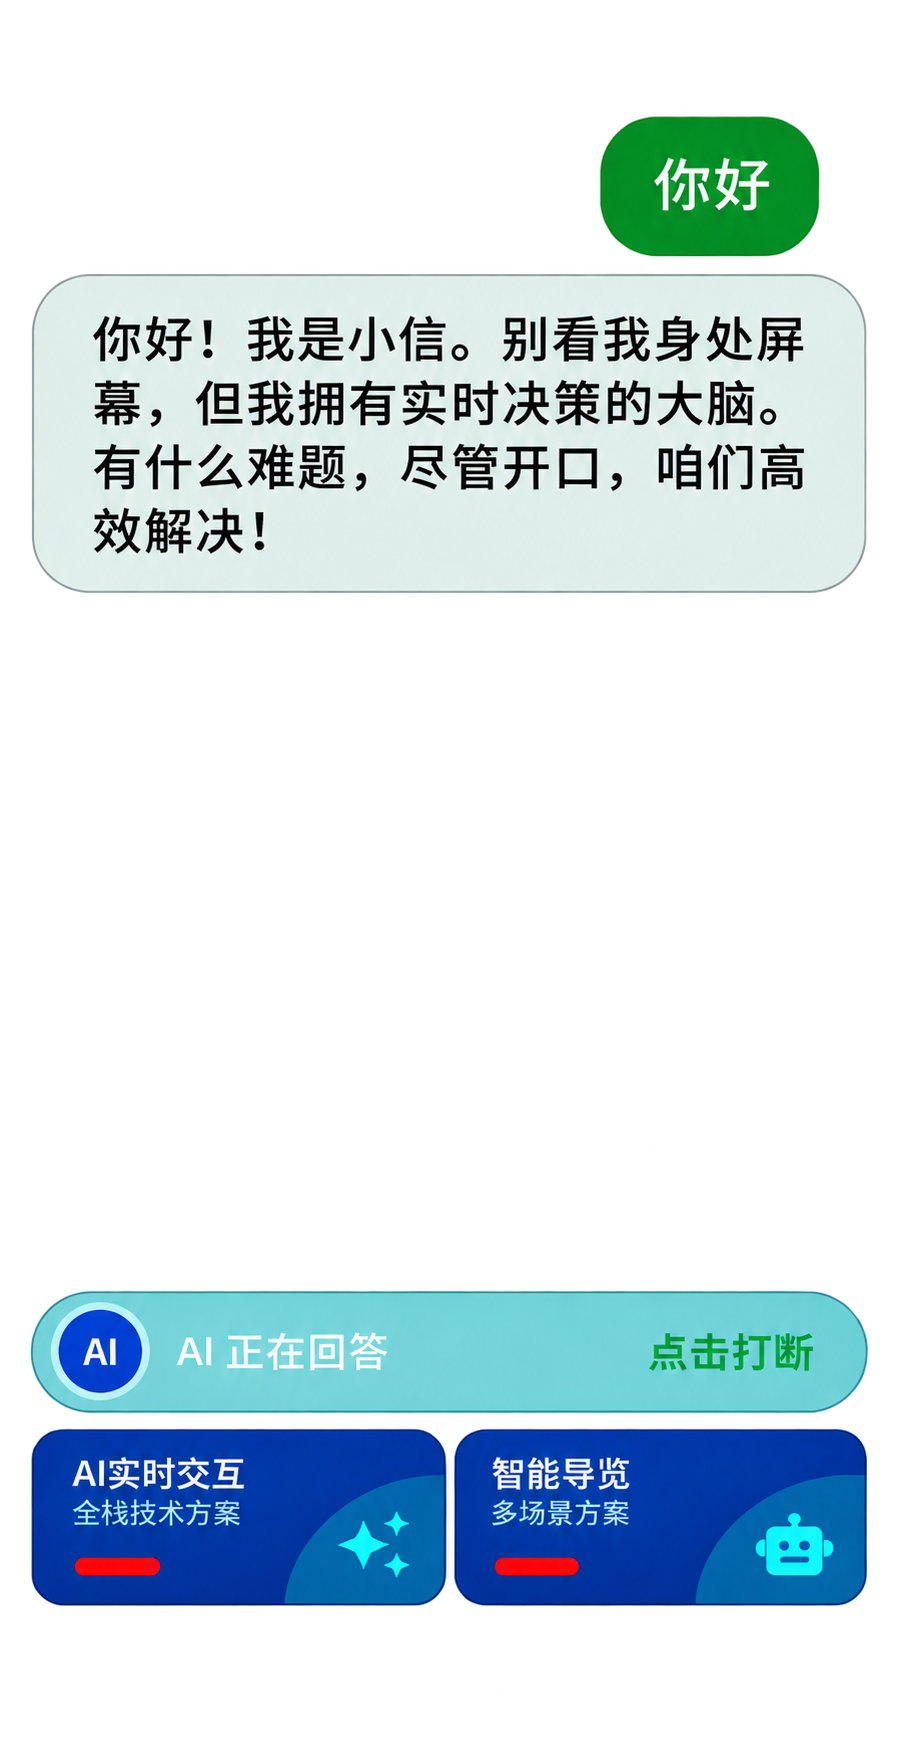 你好
你好！我是小信。别看我身处屏
幕，但我拥有实时决策的大脑。
有什么难题，尽管开口，咱们高
效解决！
AI
AI 正在回答
点击打断
AI实时交互
全栈技术方案
智能导览
多场景方案